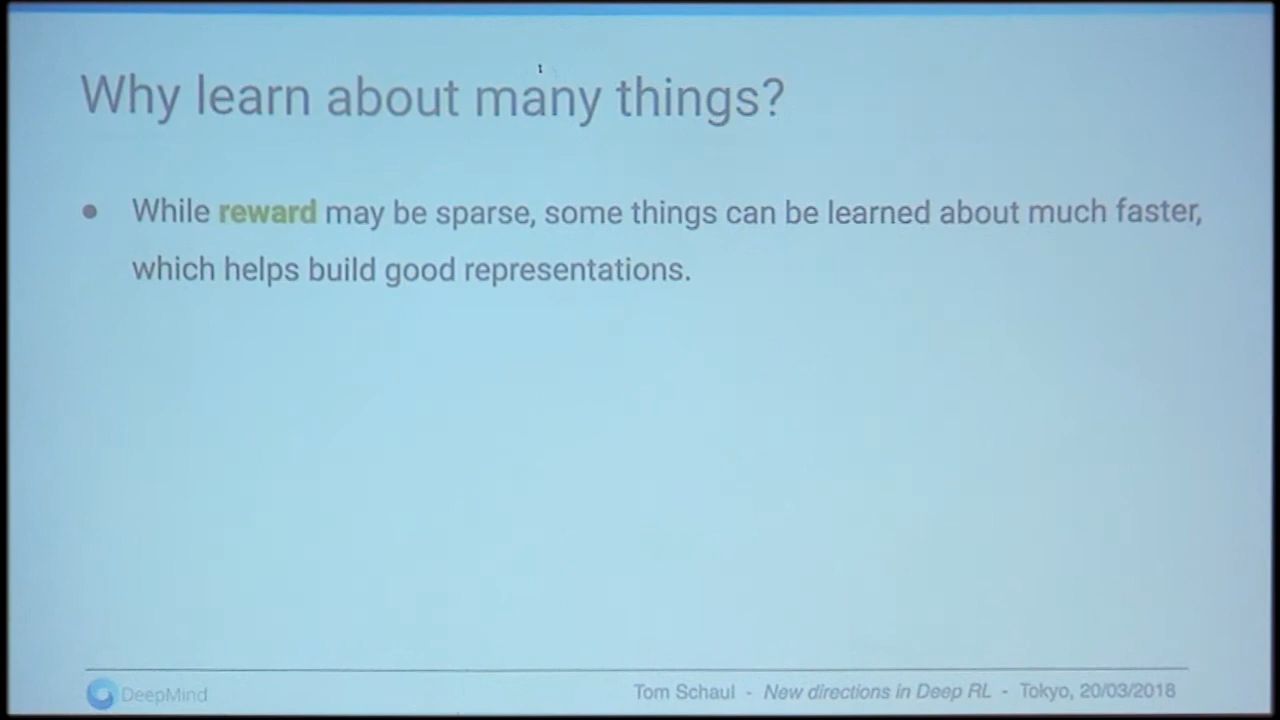 Why learn about many things?
● While reward may be sparse, some things can be learned about much faster,
which helps build good representations.
DeepMind
Tom Schaul - New directions in Deep RL - Tokyo, 20/03/2018